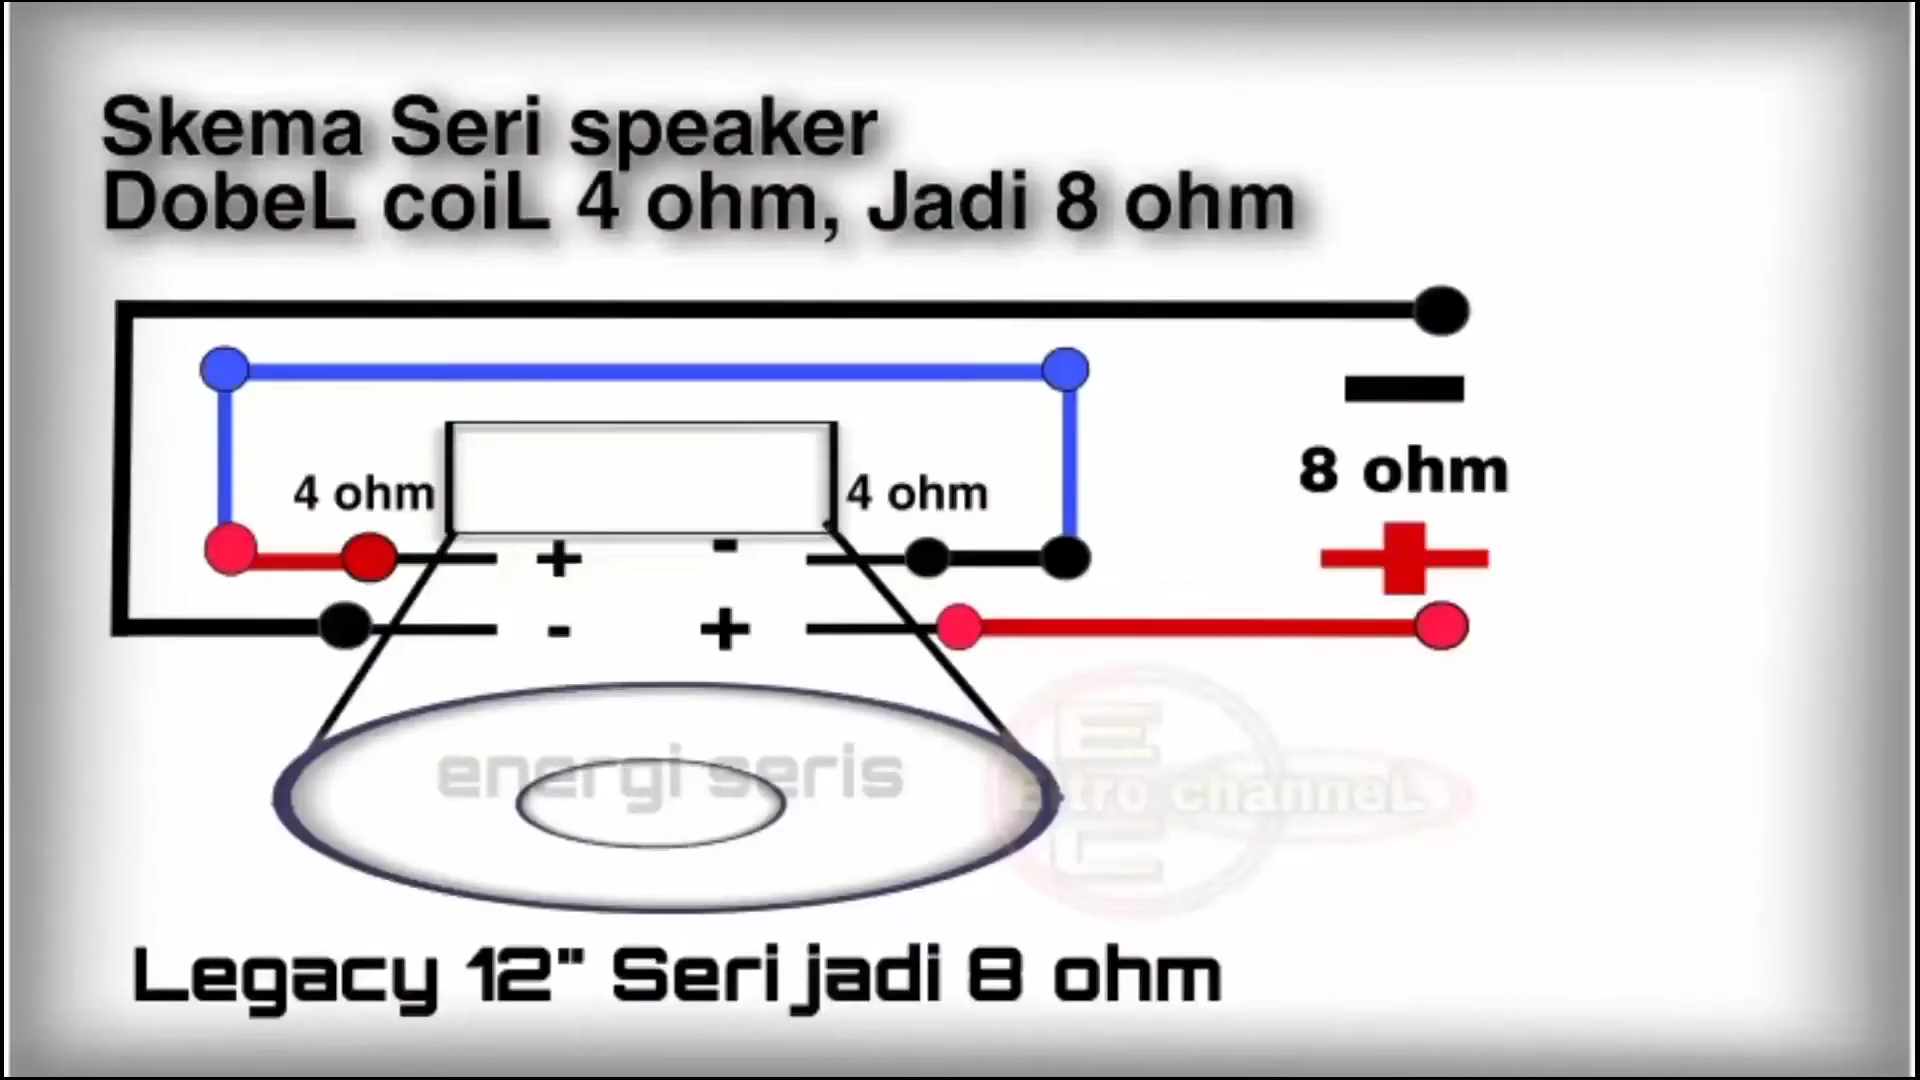 Skema Seri speaker
DobeL coiL 4 ohm, Jadi 8 ohm
4 ohm
4 ohm
8 ohm
+ -
- +
energi seris
channeL
Legacy 12" Seri jadi 8 ohm